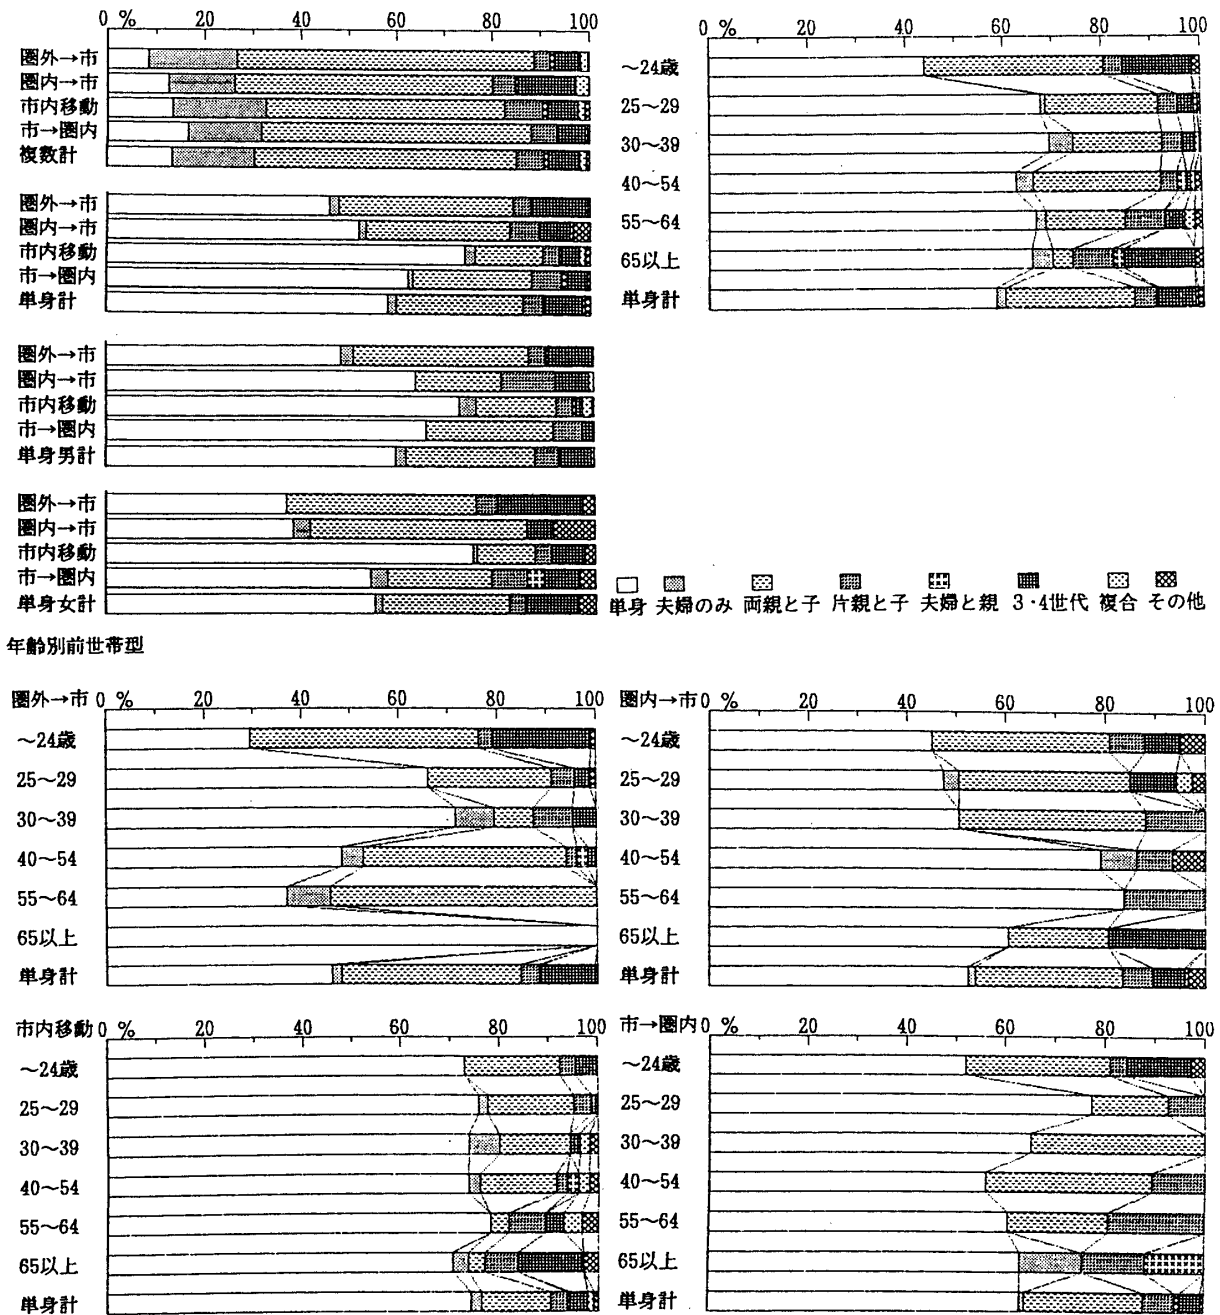 0 % 20 40 60 80 100
圏外→市
圏内→市
市内移動
市→圏内
複数計
圏外→市
圏内→市
市内移動
市→圏内
単身計
圏外→市
圏内→市
市内移動
市→圏内
単身男計
圏外→市
圏内→市
市内移動
市→圏内
単身女計
0 % 20 40 60 80 100
～24歳
25～29
30～39
40～54
55～64
65以上
単身計
単身 夫婦のみ 両親と子 片親と子 夫婦と親 3・4世代 複合 その他
年齢別前世帯型
圏外→市 0 % 20 40 60 80 100
～24歳
25～29
30～39
40～54
55～64
65以上
単身計
圏内→市 0 % 20 40 60 80 100
～24歳
25～29
30～39
40～54
55～64
65以上
単身計
市内移動 0 % 20 40 60 80 100
～24歳
25～29
30～39
40～54
55～64
65以上
単身計
市→圏内 0 % 20 40 60 80 100
～24歳
25～29
30～39
40～54
55～64
65以上
単身計